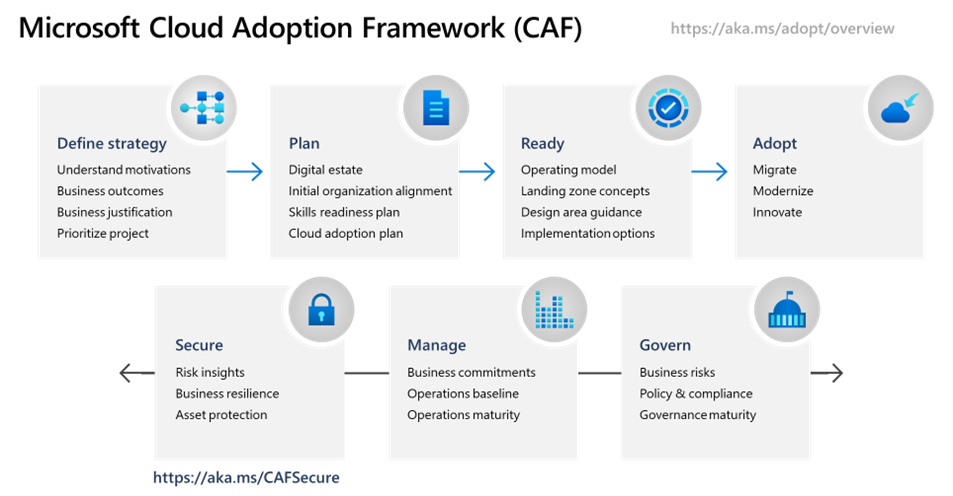 Microsoft Cloud Adoption Framework (CAF)
https://aka.ms/adopt/overview
Define strategy
Understand motivations
Business outcomes
Business justification
Prioritize project
Plan
Digital estate
Initial organization alignment
Skills readiness plan
Cloud adoption plan
Ready
Operating model
Landing zone concepts
Design area guidance
Implementation options
Adopt
Migrate
Modernize
Innovate
Secure
Risk insights
Business resilience
Asset protection
Manage
Business commitments
Operations baseline
Operations maturity
Govern
Business risks
Policy & compliance
Governance maturity
https://aka.ms/CAFSecure